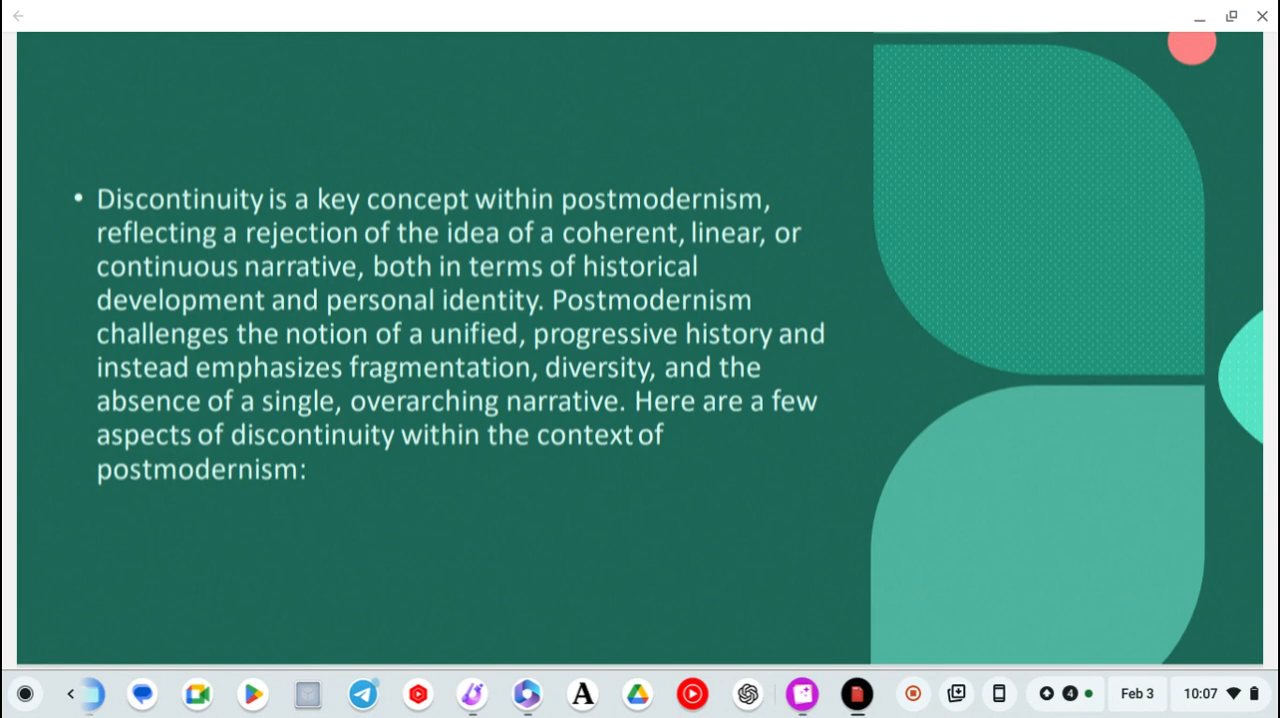 • Discontinuity is a key concept within postmodernism,
reflecting a rejection of the idea of a coherent, linear, or
continuous narrative, both in terms of historical
development and personal identity. Postmodernism
challenges the notion of a unified, progressive history and
instead emphasizes fragmentation, diversity, and the
absence of a single, overarching narrative. Here are a few
aspects of discontinuity within the context of
postmodernism:
A
4
Feb 3
10:07